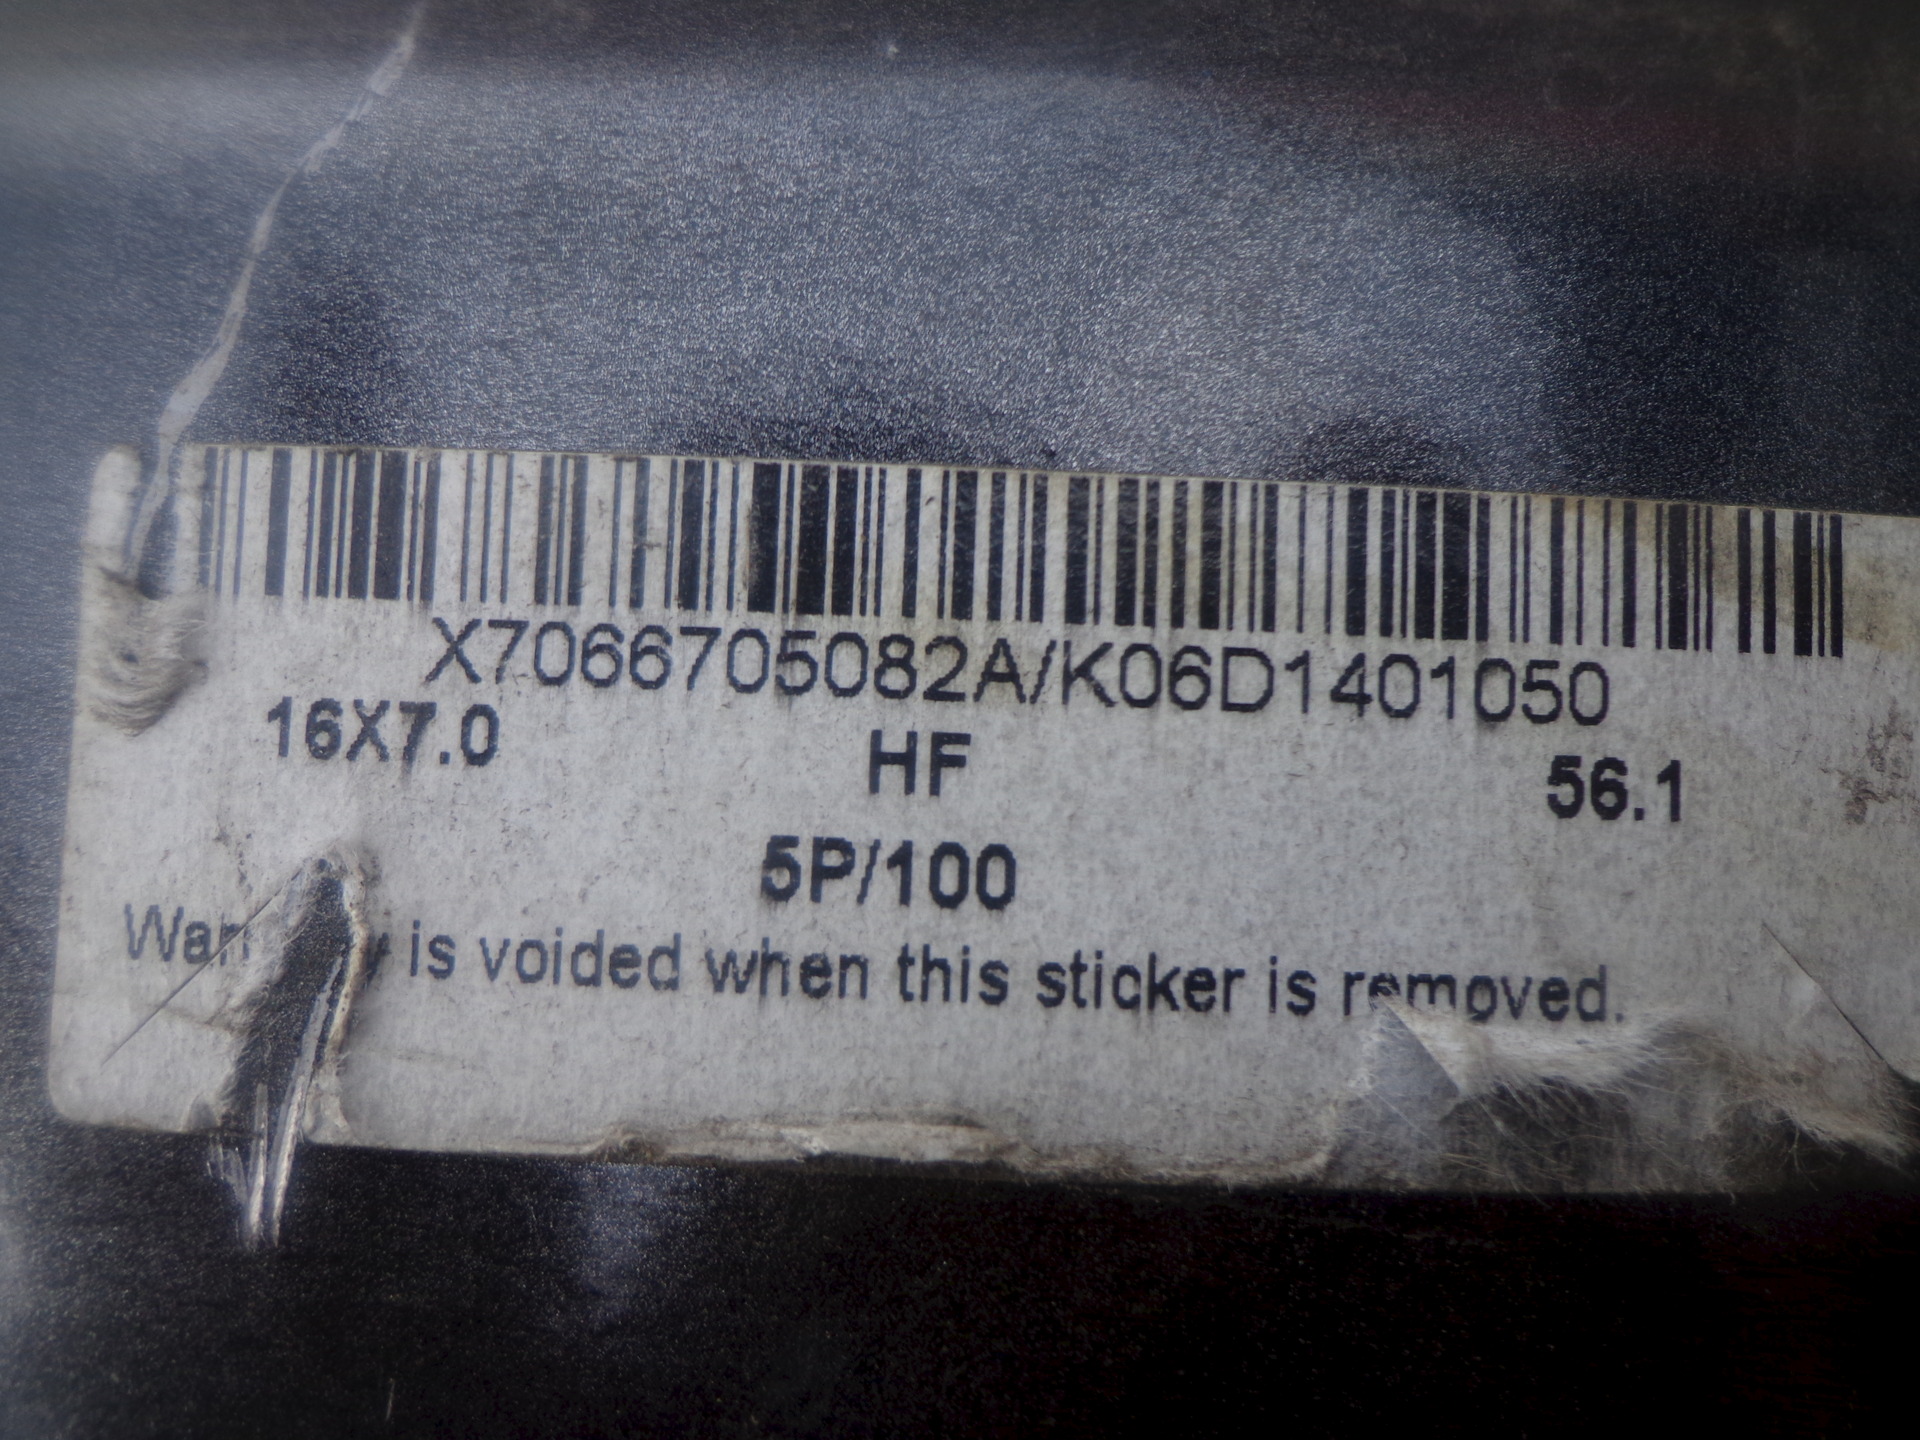 X7066705082A/K06D1401050
16X7.0 HF 56.1
5P/100
is voided when this sticker is removed.